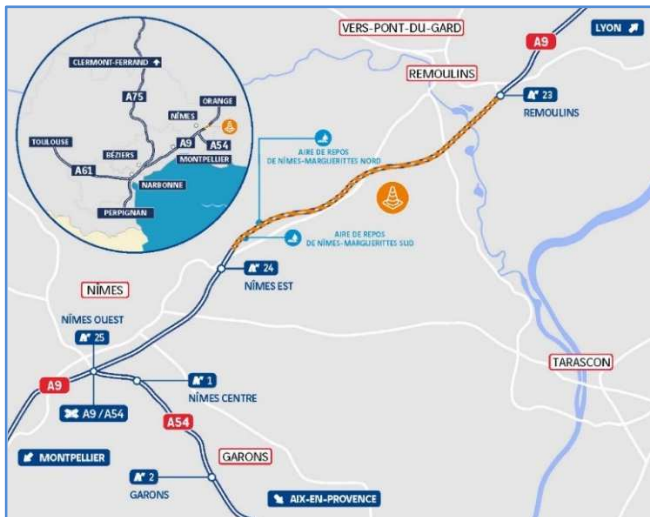 VERS-PONT-DU-GARD
LYON
A9
REMOULINS
23
REMOULINS
CLERMONT-FERRAND
A75
ORANGE
NÎMES
TOULOUSE
BÉZIERS
A9
A54
MONTPELLIER
A61
NARBONNE
PERPIGNAN
AIRE DE REPOS
DE NÎMES-MARGUERITTES NORD
AIRE DE REPOS
DE NÎMES-MARGUERITTES SUD
24
NÎMES EST
NÎMES
NÎMES OUEST
25
TARASCON
A9
1
NÎMES CENTRE
A9 /A54
A54
MONTPELLIER
GARONS
2
GARONS
AIX-EN-PROVENCE